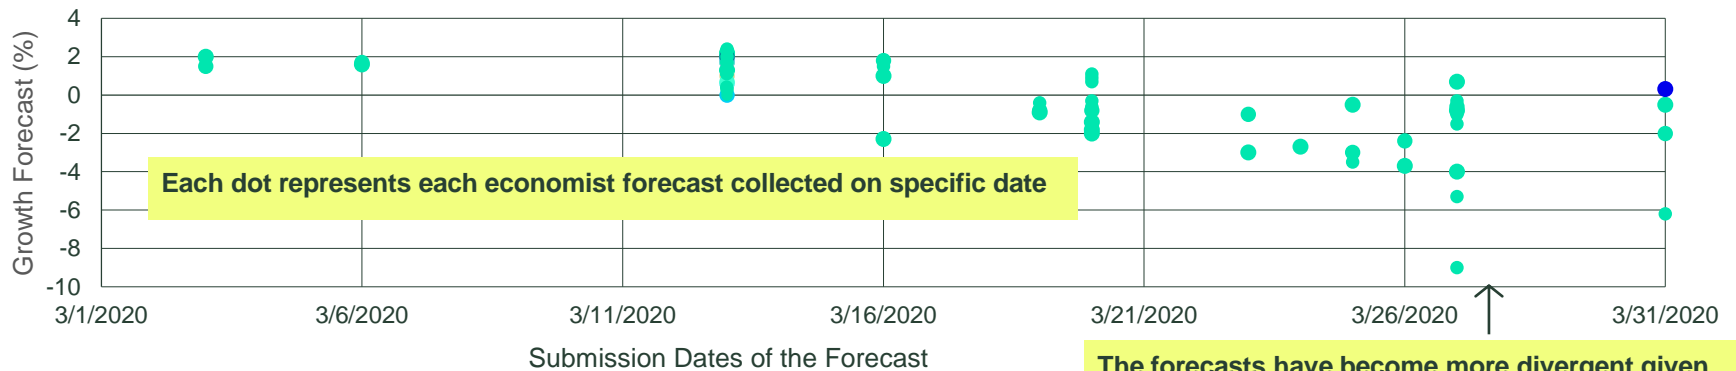 4
2
0
-2
-4
-6
-8
-10
Growth Forecast (%)
Each dot represents each economist forecast collected on specific date
3/1/2020 3/6/2020 3/11/2020 3/16/2020 3/21/2020 3/26/2020 3/31/2020
Submission Dates of the Forecast
The forecasts have become more divergent given